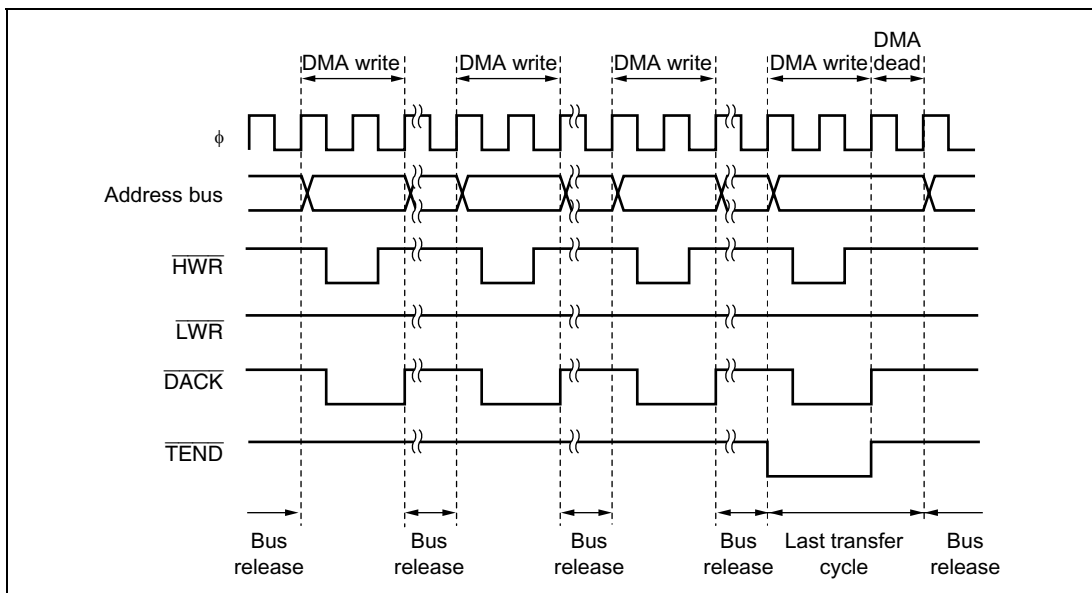 DMA
dead
DMA write DMA write DMA write DMA write
ϕ
Address bus
HWR
LWR
DACK
TEND
Bus release
Bus release
Bus release
Bus release
Last transfer cycle
Bus release